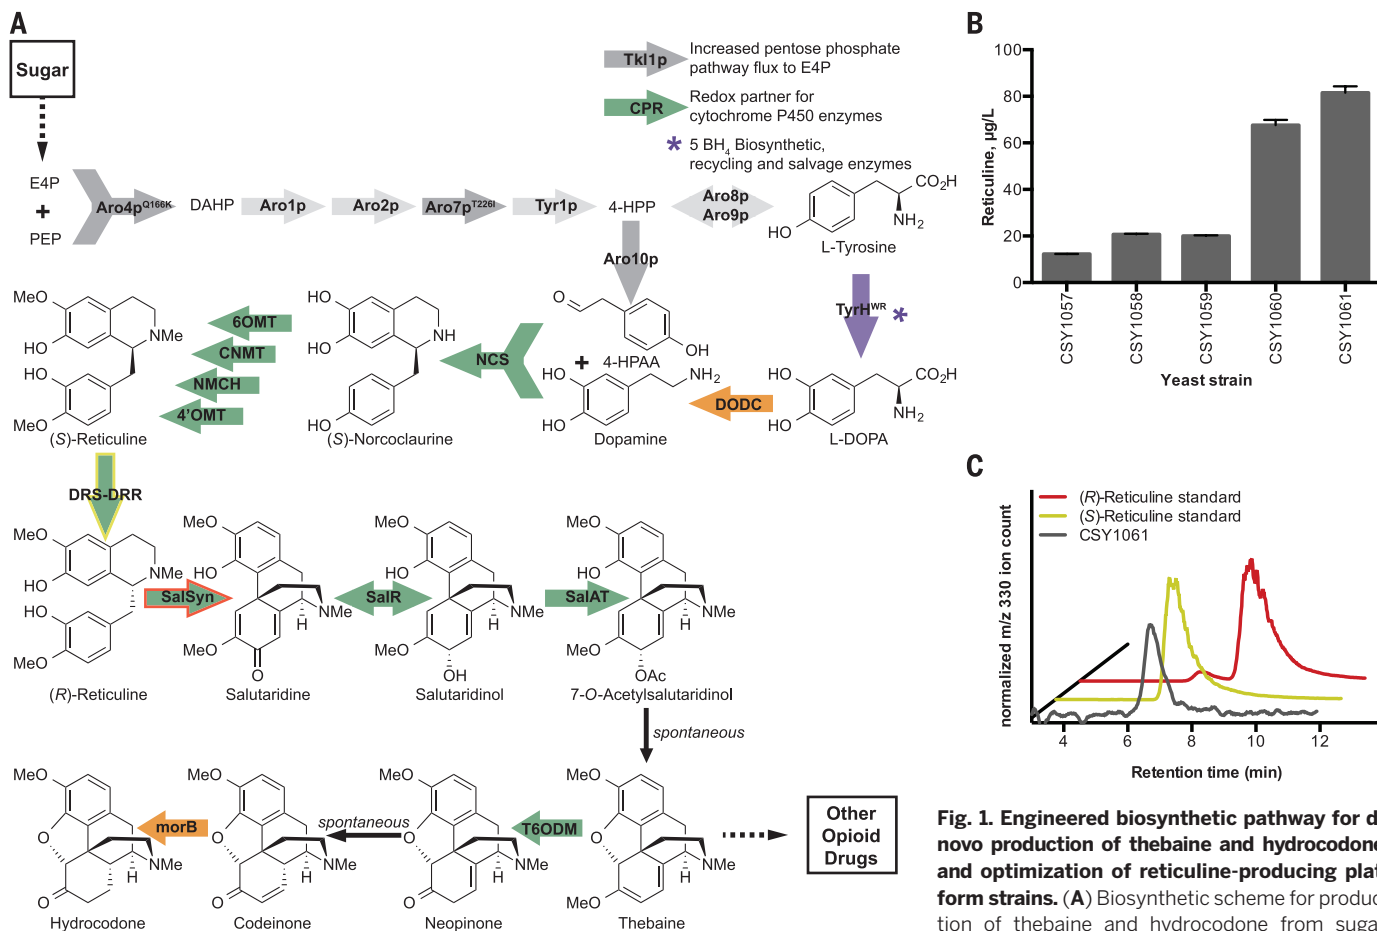 A
Sugar
E4P
+
PEP
Aro4pQ166K
DAHP
Aro1p
Aro2p
Aro7pT226I
Tyr1p
4-HPP
Aro8p
Aro9p
HO
CO2H
NH2
L-Tyrosine
Tkl1p
Increased pentose phosphate
pathway flux to E4P
CPR
Redox partner for
cytochrome P450 enzymes
* 5 BH4 Biosynthetic,
recycling and salvage enzymes
Aro10p
TyrHWR *
O
OH
4-HPAA
+
HO
HO
NH2
Dopamine
DODC
HO
HO
CO2H
NH2
L-DOPA
NCS
HO
HO
NH
HO
(S)-Norcoclaurine
6OMT
CNMT
NMCH
4'OMT
MeO
HO
NMe
HO
MeO
(S)-Reticuline
DRS-DRR
MeO
HO
NMe
HO
MeO
(R)-Reticuline
SalSyn
MeO
HO
NMe
H
MeO
O
Salutaridine
SalR
MeO
HO
NMe
H
MeO
OH
Salutaridinol
SalAT
MeO
HO
NMe
H
MeO
OAc
7-O-Acetylsalutaridinol
spontaneous
MeO
O
NMe
H
MeO
Thebaine
Other
Opioid
Drugs
T6ODM
MeO
O
NMe
H
O
Neopinone
spontaneous
MeO
O
NMe
H
O
Codeinone
morB
MeO
O
NMe
H
O
Hydrocodone
B
Reticuline, µg/L
100
80
60
40
20
0
CSY1057
CSY1058
CSY1059
CSY1060
CSY1061
Yeast strain
C
normalized m/z 330 ion count
(R)-Reticuline standard
(S)-Reticuline standard
CSY1061
4
6
8
10
12
Retention time (min)
Fig. 1. Engineered biosynthetic pathway for d
novo production of thebaine and hydrocodone
and optimization of reticuline-producing plat
form strains. (A) Biosynthetic scheme for produc
tion of thebaine and hydrocodone from sugar